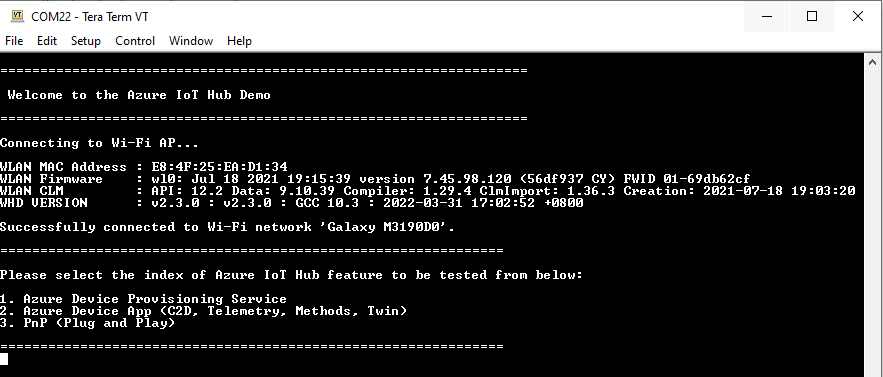 COM22 - Tera Term VT
File Edit Setup Control Window Help
==================================================================
Welcome to the Azure IoT Hub Demo
==================================================================
Connecting to Wi-Fi AP...
WLAN MAC Address : E8:4F:25:EA:D1:34
WLAN Firmware : wl0: Jul 18 2021 19:15:39 version 7.45.98.120 (56df937 CY) FWID 01-69db62cf
WLAN CLM : API: 12.2 Data: 9.10.39 Compiler: 1.29.4 ClmImport: 1.36.3 Creation: 2021-07-18 19:03:20
WHD VERSION : v2.3.0 : v2.3.0 : GCC 10.3 : 2022-03-31 17:02:52 +0800
Successfully connected to Wi-Fi network 'Galaxy M3190D0'.
===============================================================
Please select the index of Azure IoT Hub feature to be tested from below:
1. Azure Device Provisioning Service
2. Azure Device App (C2D, Telemetry, Methods, Twin)
3. PnP (Plug and Play)
===============================================================